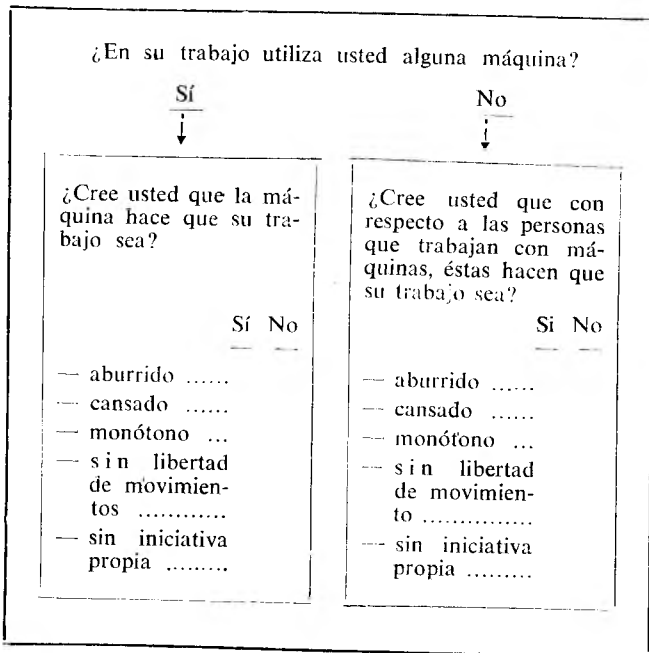 ¿En su trabajo utiliza usted alguna máquina?
Sí
No
¿Cree usted que la má-
quina hace que su tra-
bajo sea?
Sí No
— aburrido ......
— cansado ......
— monótono ...
— sin libertad
de movimien-
tos ............
— sin iniciativa
propia .........
¿Cree usted que con
respecto a las personas
que trabajan con má-
quinas, éstas hacen que
su trabajo sea?
Si No
— aburrido ......
— cansado ......
— monótono ...
— sin libertad
de movimien-
to ...............
— sin iniciativa
propia .........